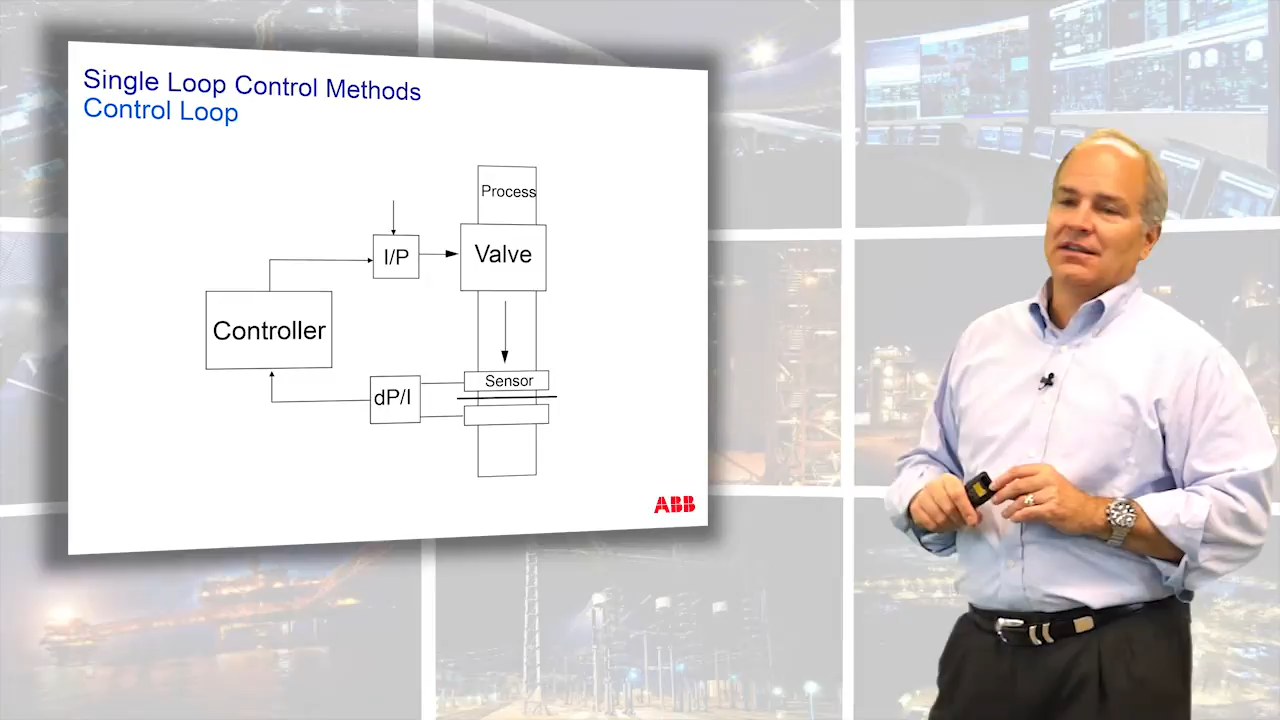 Single Loop Control Methods
Control Loop
Process
I/P
Valve
Controller
Sensor
dP/I
ABB